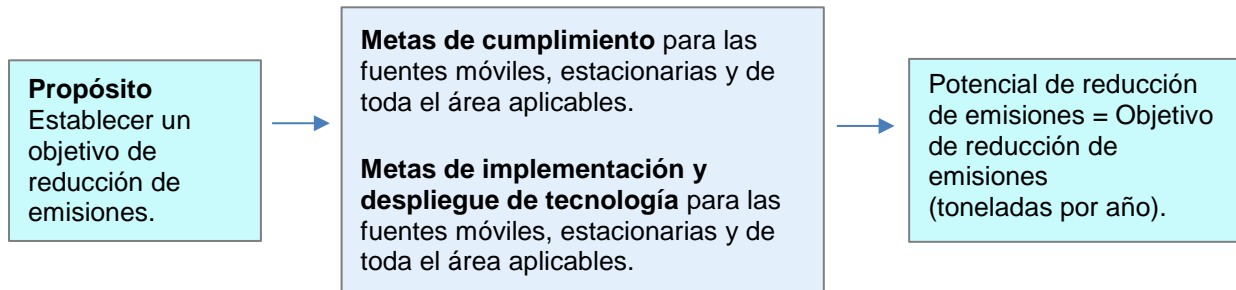 Propósito
Establecer un
objetivo de
reducción de
emisiones.
Metas de cumplimiento para las
fuentes móviles, estacionarias y de
toda el área aplicables.
Metas de implementación y
despliegue de tecnología para las
fuentes móviles, estacionarias y de
toda el área aplicables.
Potencial de reducción
de emisiones = Objetivo
de reducción de
emisiones
(toneladas por año).